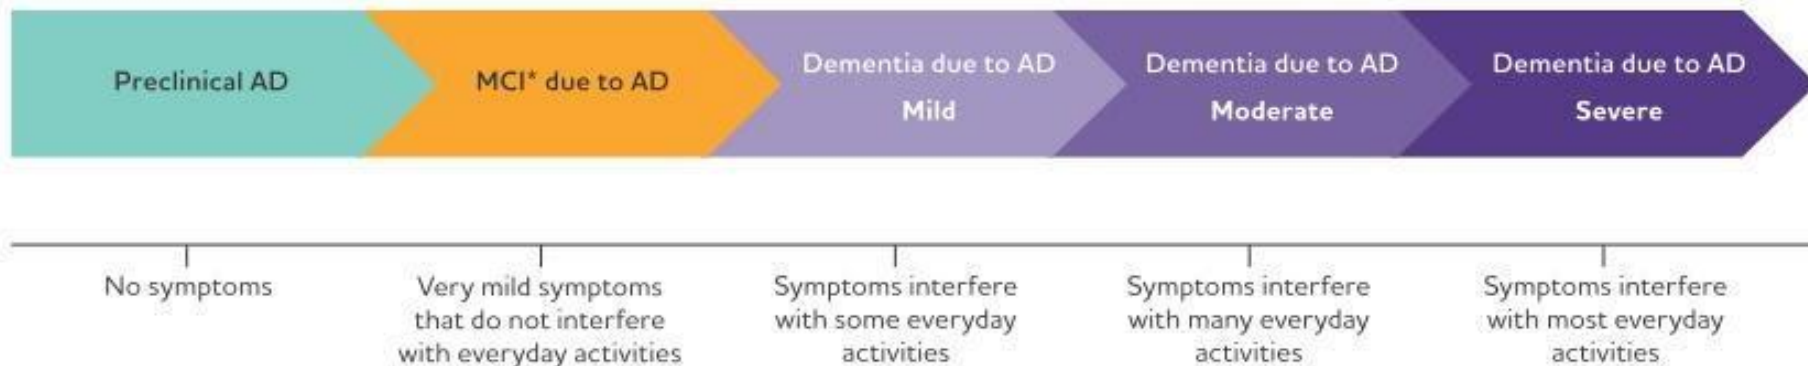 Preclinical AD
MCI* due to AD
Dementia due to AD
Mild
Dementia due to AD
Moderate
Dementia due to AD
Severe
No symptoms
Very mild symptoms
that do not interfere
with everyday activities
Symptoms interfere
with some everyday
activities
Symptoms interfere
with many everyday
activities
Symptoms interfere
with most everyday
activities